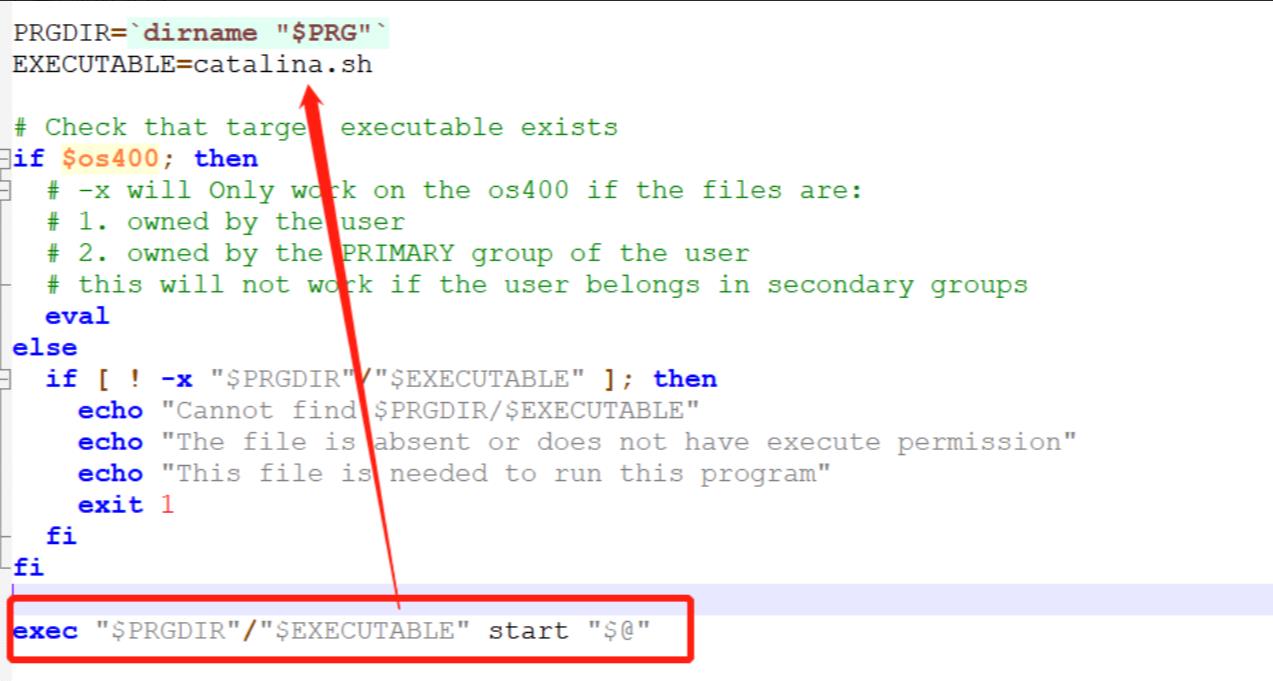 PRGDIR=`dirname "$PRG"`
EXECUTABLE=catalina.sh
# Check that target executable exists
if $os400; then
# -x will Only work on the os400 if the files are:
# 1. owned by the user
# 2. owned by the PRIMARY group of the user
# this will not work if the user belongs in secondary groups
eval
else
if [ ! -x "$PRGDIR"/"$EXECUTABLE" ]; then
echo "Cannot find $PRGDIR/$EXECUTABLE"
echo "The file is absent or does not have execute permission"
echo "This file is needed to run this program"
exit 1
fi
fi
exec "$PRGDIR"/"$EXECUTABLE" start "$@"